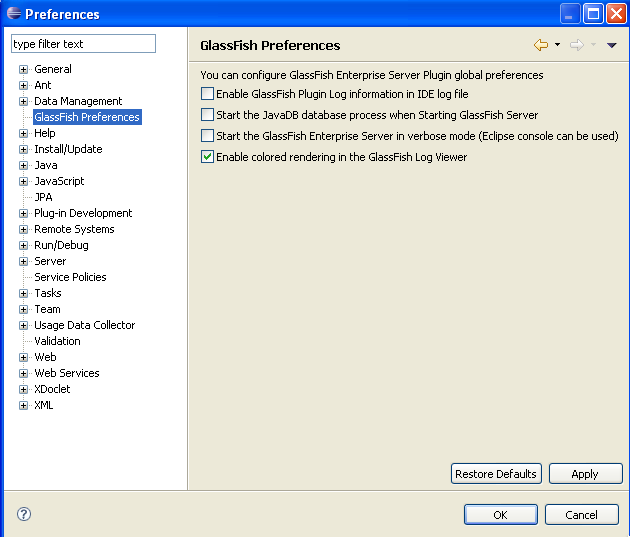 Preferences
type filter text
General
Ant
Data Management
GlassFish Preferences
Help
Install/Update
Java
JavaScript
JPA
Plug-in Development
Remote Systems
Run/Debug
Server
Service Policies
Tasks
Team
Usage Data Collector
Validation
Web
Web Services
XDoclet
XML
GlassFish Preferences
You can configure GlassFish Enterprise Server Plugin global preferences
Enable GlassFish Plugin Log information in IDE log file
Start the JavaDB database process when Starting GlassFish Server
Start the GlassFish Enterprise Server in verbose mode (Eclipse console can be used)
Enable colored rendering in the GlassFish Log Viewer
Restore Defaults
Apply
?
OK
Cancel